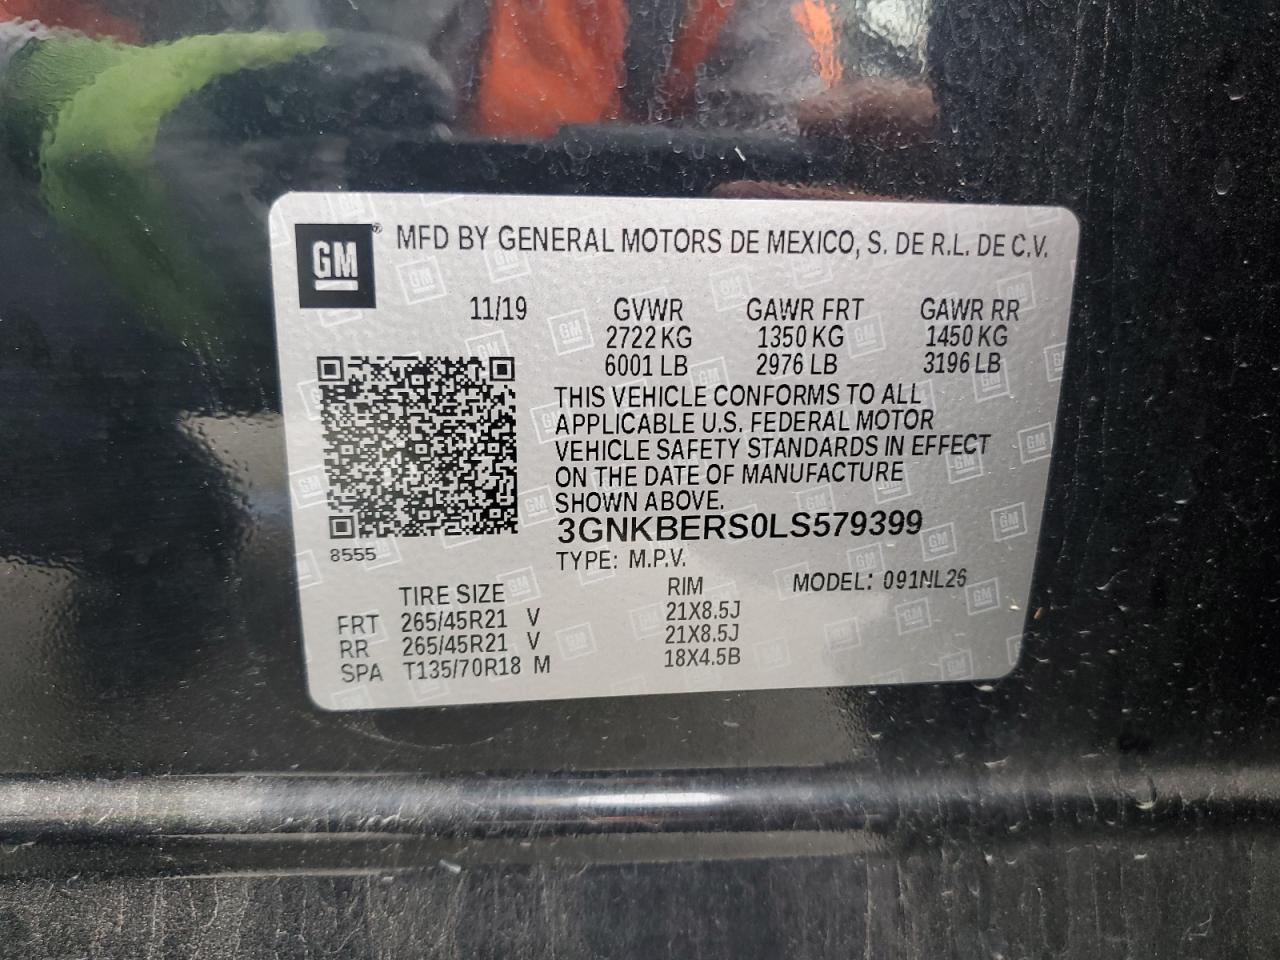 GM® MFD BY GENERAL MOTORS DE MEXICO, S. DE R.L. DE C.V.
11/19 GVWR GAWR FRT GAWR RR
2722 KG 1350 KG 1450 KG
6001 LB 2976 LB 3196 LB
THIS VEHICLE CONFORMS TO ALL
APPLICABLE U.S. FEDERAL MOTOR
VEHICLE SAFETY STANDARDS IN EFFECT
ON THE DATE OF MANUFACTURE
SHOWN ABOVE.
3GNKBERS0LS579399
8555
TYPE: M.P.V.
TIRE SIZE RIM MODEL: 091NL26
FRT 265/45R21 V 21X8.5J
RR 265/45R21 V 21X8.5J
SPA T135/70R18 M 18X4.5B